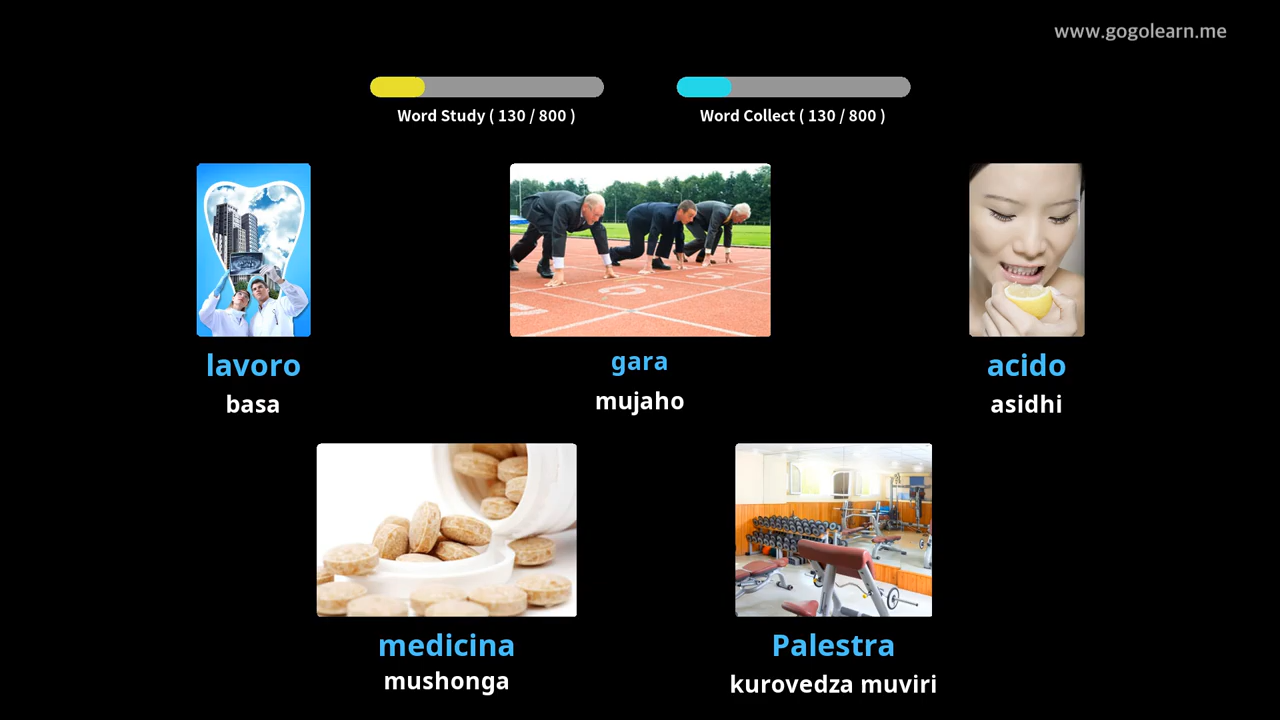 www.gogolearn.me
Word Study ( 130 / 800 )
Word Collect ( 130 / 800 )
lavoro
basa
gara
mujaho
acido
asidhi
medicina
mushonga
Palestra
kurovedza muviri